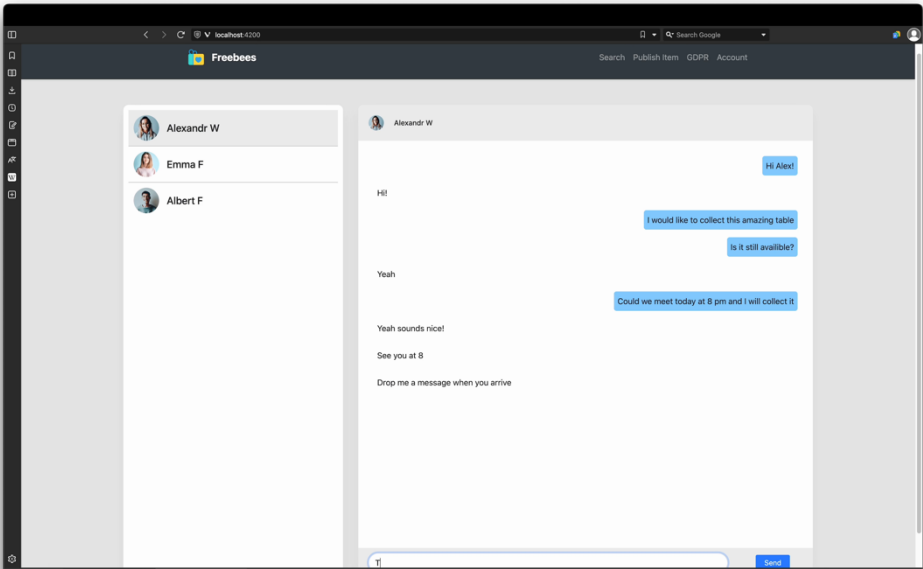 localhost:4200
Search Google
Freebees
Search Publish Item GDPR Account
Alexandr W
Emma F
Albert F
Alexandr W
Hi Alex!
Hi!
I would like to collect this amazing table
Is it still availible?
Yeah
Could we meet today at 8 pm and I will collect it
Yeah sounds nice!
See you at 8
Drop me a message when you arrive
T
Send